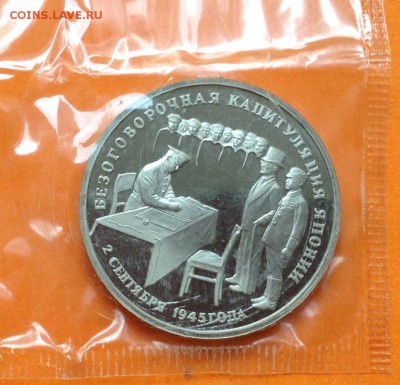 COINS.LAVE.RU
БЕЗОГОВОРОЧНАЯ КАПИТУЛЯЦИЯ ЯПОНИИ
2 СЕНТЯБРЯ 1945 ГОДА